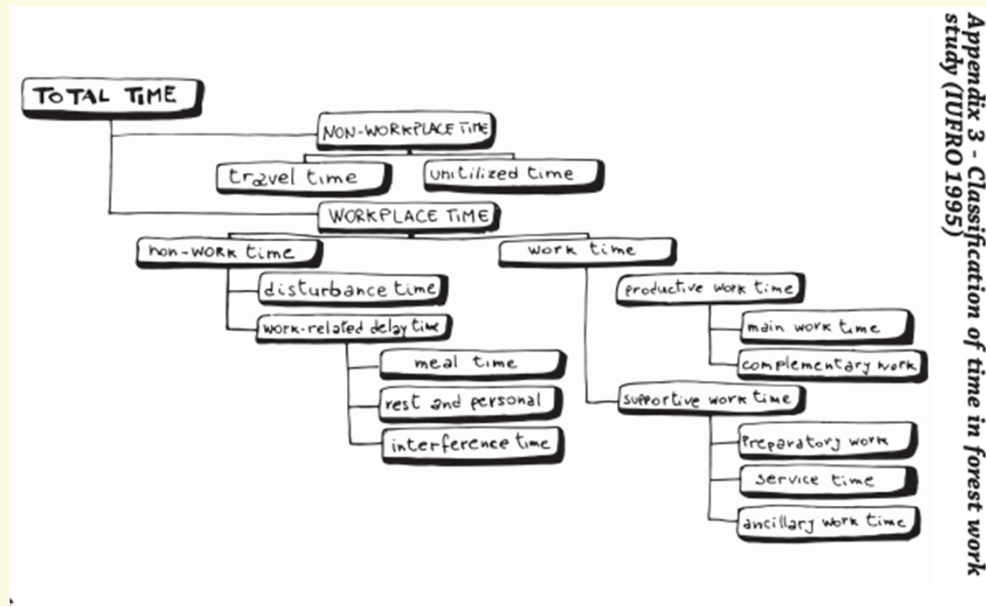 Appendix 3 - Classification of time in forest work
study (IUFRO 1995)
TOTAL TIME
NON-WORKPLACE TIME
travel time
unitilized time
WORKPLACE TIME
non-WORK time
work time
disturbance time
productive work time
work-related delay time
main work time
meal time
complementary work
rest and personal
supportive work time
interference time
Preparatory work
service time
ancillary work time